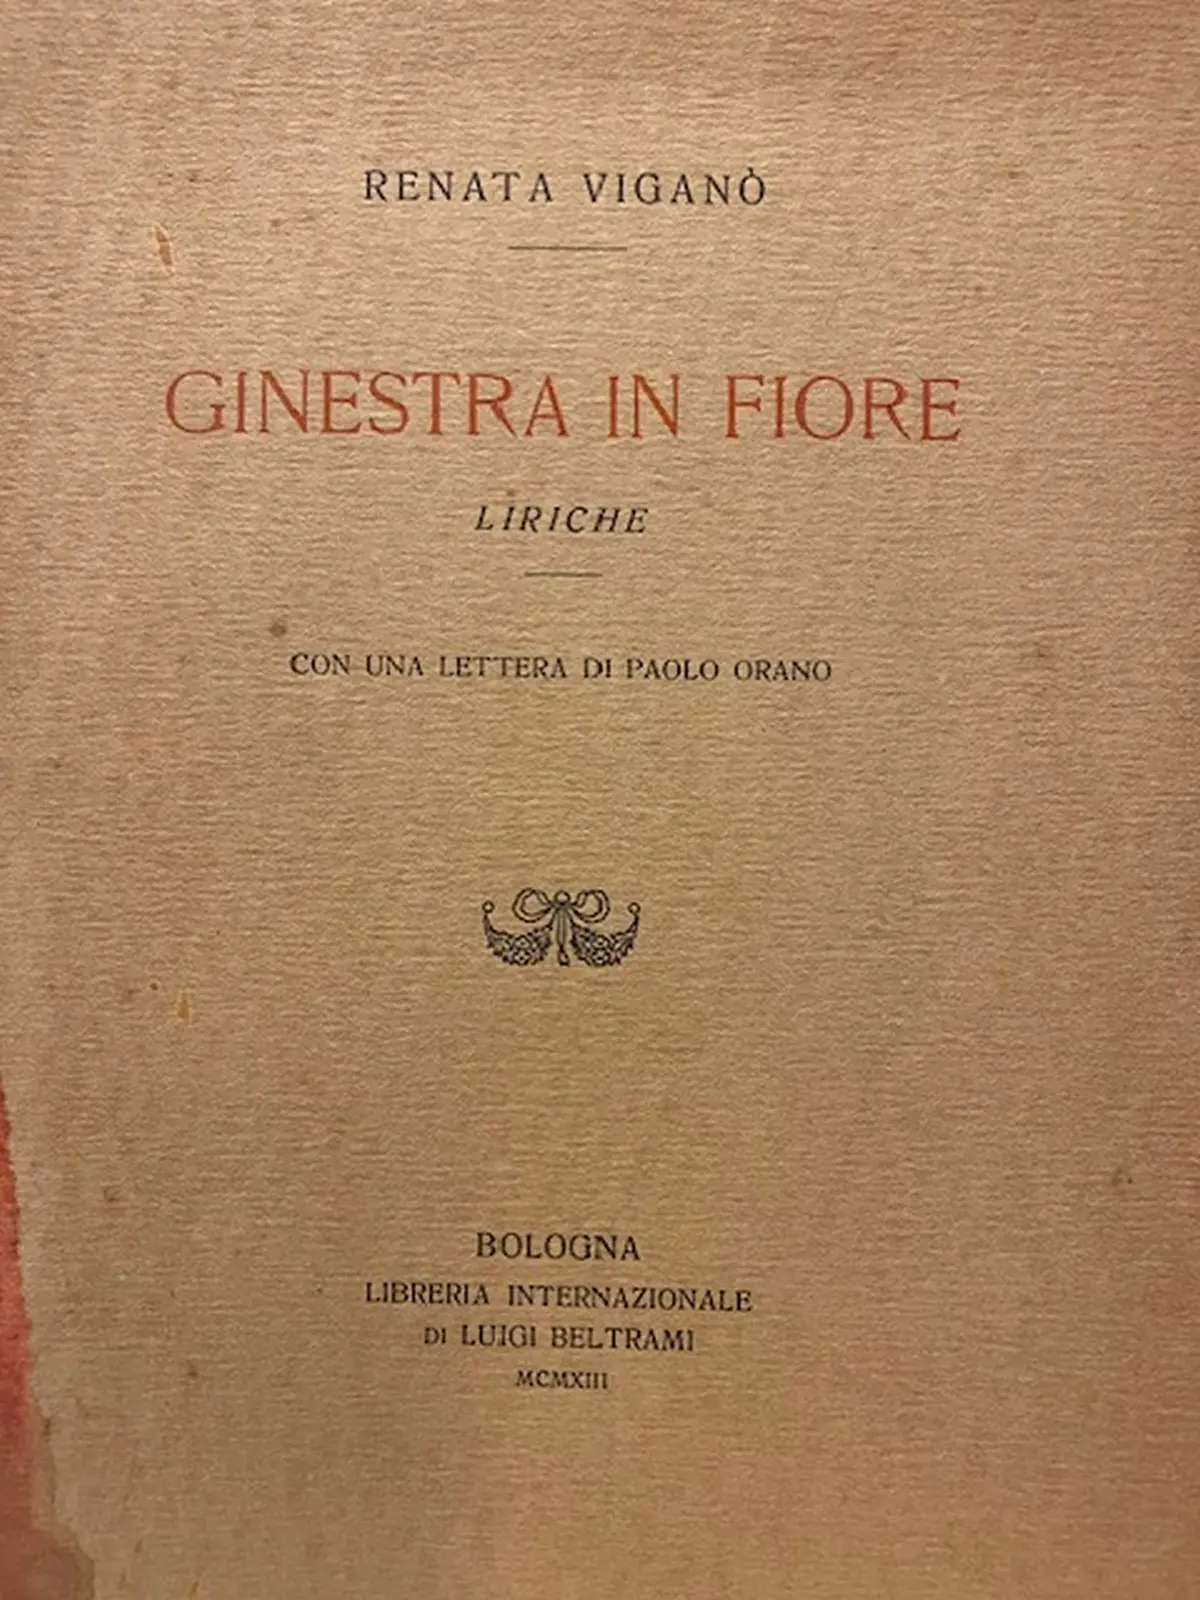 RENATA VIGANÒ
GINESTRA IN FIORE
LIRICHE
CON UNA LETTERA DI PAOLO ORANO
BOLOGNA
LIBRERIA INTERNAZIONALE
DI LUIGI BELTRAMI
MCMXIII